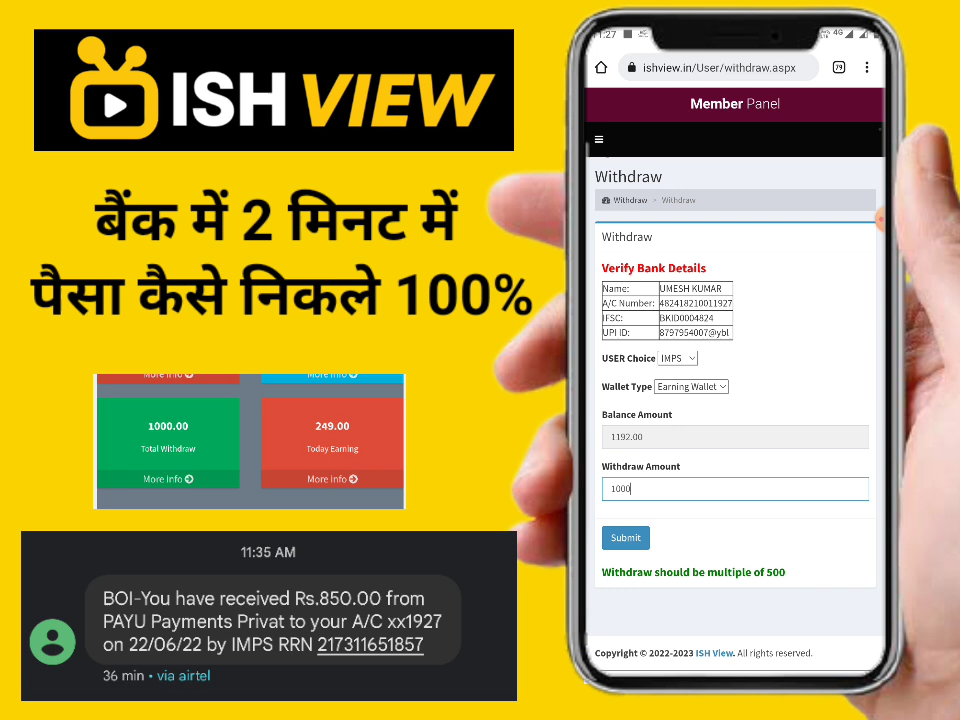 ISH VIEW
बैंक में 2 मिनट में
पैसा कैसे निकले 100%
More Info
More Info
1000.00
Total Withdraw
More Info
249.00
Today Earning
More Info
11:35 AM
BOI-You have received Rs.850.00 from
PAYU Payments Privat to your A/C xx1927
on 22/06/22 by IMPS RRN 217311651857
36 min • via airtel
11:27
4G
ishview.in/User/withdraw.aspx
79
Member Panel
Withdraw
Withdraw > Withdraw
Withdraw
Verify Bank Details
Name: UMESH KUMAR
A/C Number: 482418210011927
IFSC: BKID0004824
UPI ID: 8797954007@ybl
USER Choice IMPS
Wallet Type Earning Wallet
Balance Amount
1192.00
Withdraw Amount
1000
Submit
Withdraw should be multiple of 500
Copyright © 2022-2023 ISH View. All rights reserved.